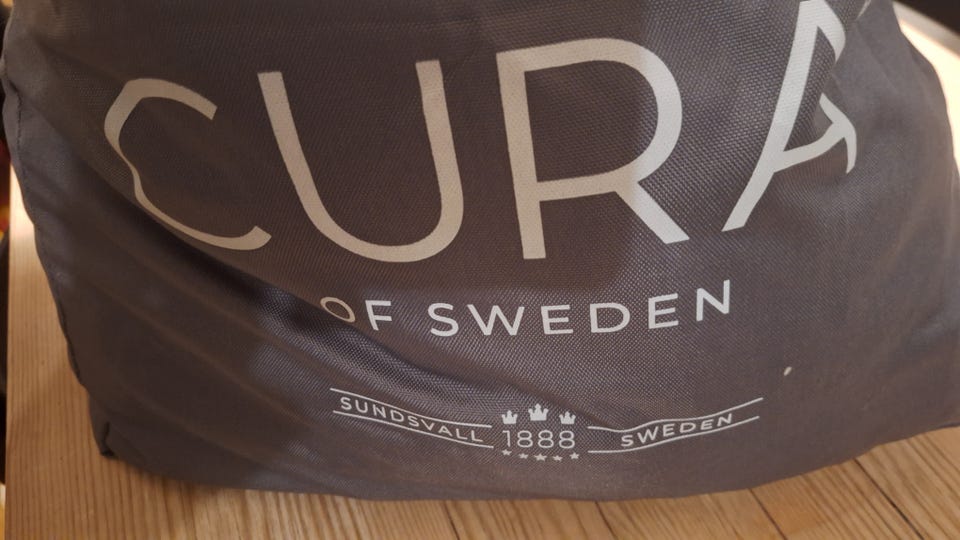 CURA
OF SWEDEN
SUNDSVALL 1888 SWEDEN